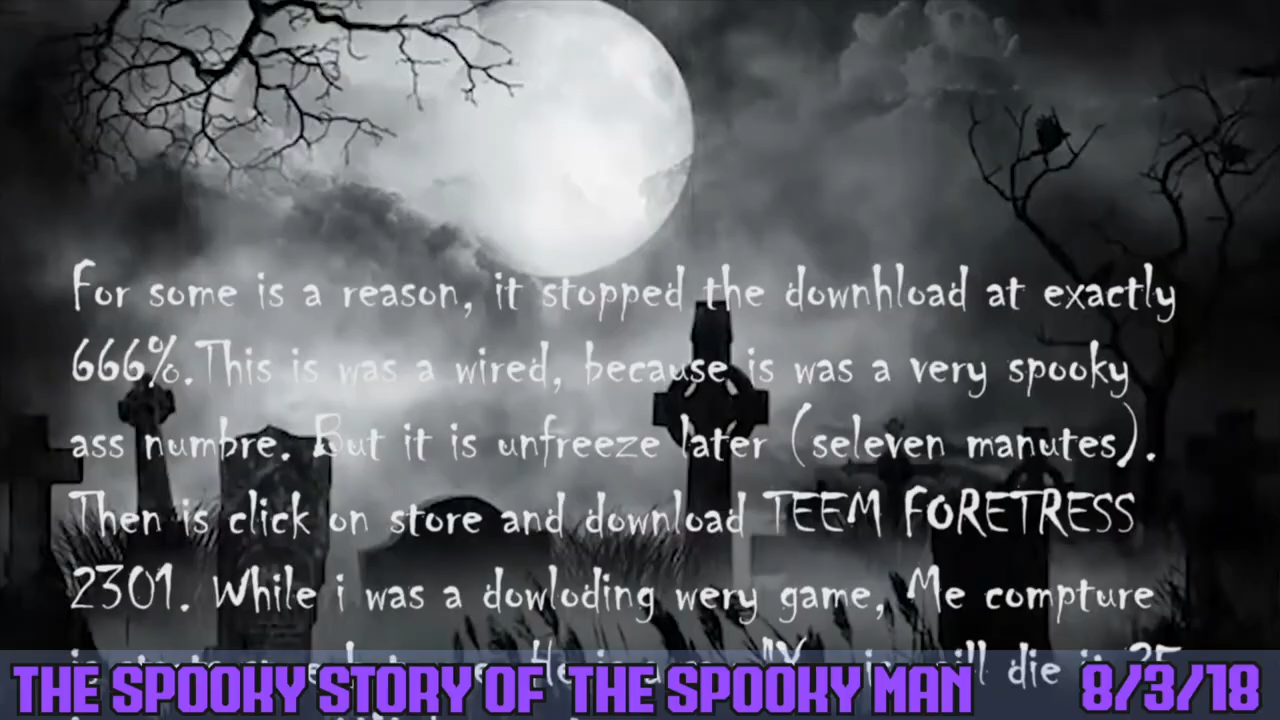 For some is a reason, it stopped the downhload at exactly
666%.This is was a wired, because is was a very spooky
ass numbre. But it is unfreeze later (seleven manutes).
Then is click on store and download TEEM FORETRESS
2301. While i was a dowloding wery game, Me compture
will die
THE SPOOKY STORY OF THE SPOOKY MAN 8/3/18